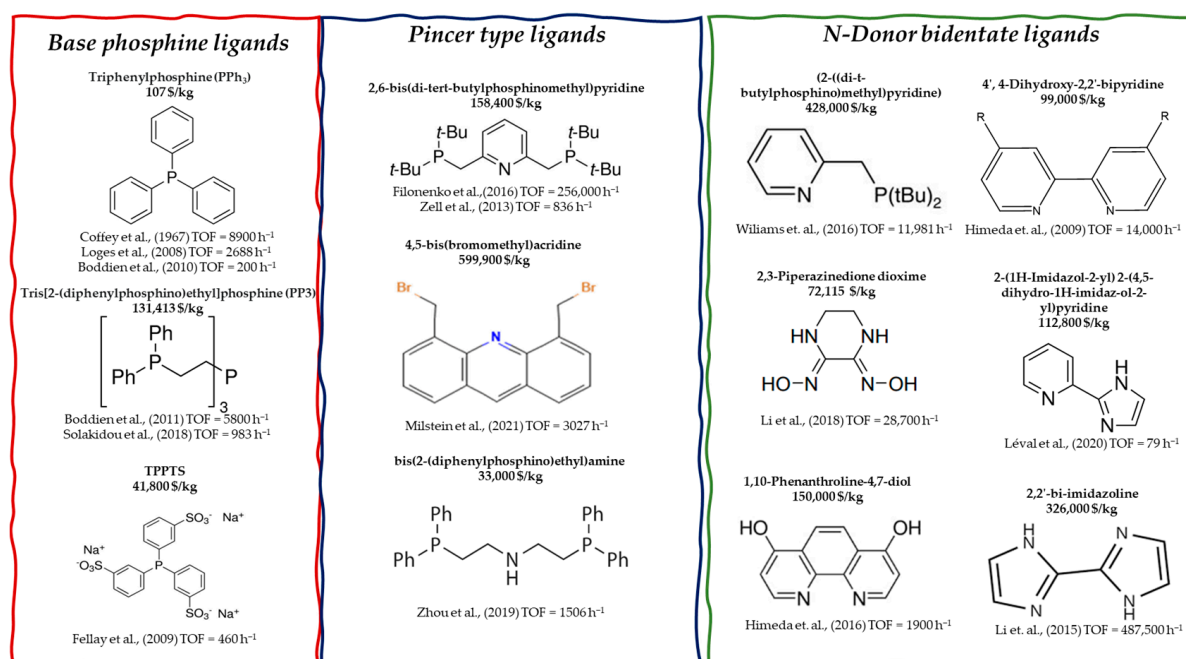 Base phosphine ligands
Triphenylphosphine (PPh₃)
107 $/kg
P
Coffey et al., (1967) TOF = 8900 h⁻¹
Loges et al., (2008) TOF = 2688 h⁻¹
Boddien et al., (2010) TOF = 200 h⁻¹
Tris[2-(diphenylphosphino)ethyl]phosphine (PP3)
131,413 $/kg
Ph
P
Ph
P
3
Boddien et al., (2011) TOF = 5800 h⁻¹
Solakidou et al., (2018) TOF = 983 h⁻¹
TPPTS
41,800 $/kg
SO₃⁻ Na⁺
Na⁺
⁻O₃S
P
SO₃⁻ Na⁺
Fellay et al., (2009) TOF = 460 h⁻¹
Pincer type ligands
2,6-bis(di-tert-butylphosphinomethyl)pyridine
158,400 $/kg
t-Bu t-Bu
P N P
t-Bu t-Bu
Filonenko et al.,(2016) TOF = 256,000 h⁻¹
Zell et al., (2013) TOF = 836 h⁻¹
4,5-bis(bromomethyl)acridine
599,900 $/kg
Br Br
N
Milstein et al., (2021) TOF = 3027 h⁻¹
bis(2-(diphenylphosphino)ethyl)amine
33,000 $/kg
Ph Ph
P P
Ph N Ph
H
Zhou et al., (2019) TOF = 1506 h⁻¹
N-Donor bidentate ligands
(2-((di-t-
butylphosphino)methyl)pyridine)
428,000 $/kg
N
P(tBu)₂
Wiliams et al., (2016) TOF = 11,981 h⁻¹
4', 4-Dihydroxy-2,2'-bipyridine
99,000 $/kg
R R
N N
Himeda et. al., (2009) TOF = 14,000 h⁻¹
2,3-Piperazinedione dioxime
72,115 $/kg
HN NH
HO-N N-OH
Li et al., (2018) TOF = 28,700 h⁻¹
2-(1H-Imidazol-2-yl) 2-(4,5-
dihydro-1H-imidaz-ol-2-
yl)pyridine
112,800 $/kg
H
N
N
N
Léval et al., (2020) TOF = 79 h⁻¹
1,10-Phenanthroline-4,7-diol
150,000 $/kg
HO OH
N N
Himeda et al., (2016) TOF = 1900 h⁻¹
2,2'-bi-imidazoline
326,000 $/kg
H
N N
N N
H
Li et. al., (2015) TOF = 487,500 h⁻¹